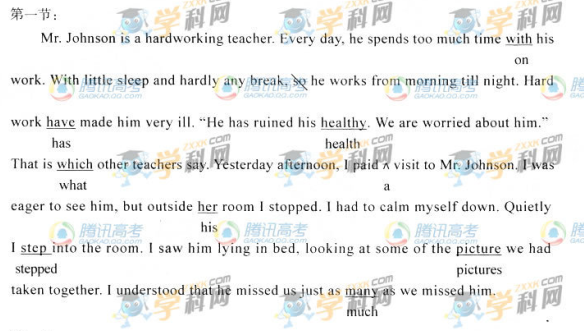 第一节:
Mr. Johnson is a hardworking teacher. Every day, he spends too much time with his
on
work. With little sleep and hardly any break, so he works from morning till night. Hard
work have made him very ill. “He has ruined his healthy. We are worried about him.”
has health
That is which other teachers say. Yesterday afternoon, I paid ∧ visit to Mr. Johnson. I was
what a
eager to see him, but outside her room I stopped. I had to calm myself down. Quietly
his
I step into the room. I saw him lying in bed, looking at some of the picture we had
stepped pictures
taken together. I understood that he missed us just as many as we missed him.
much